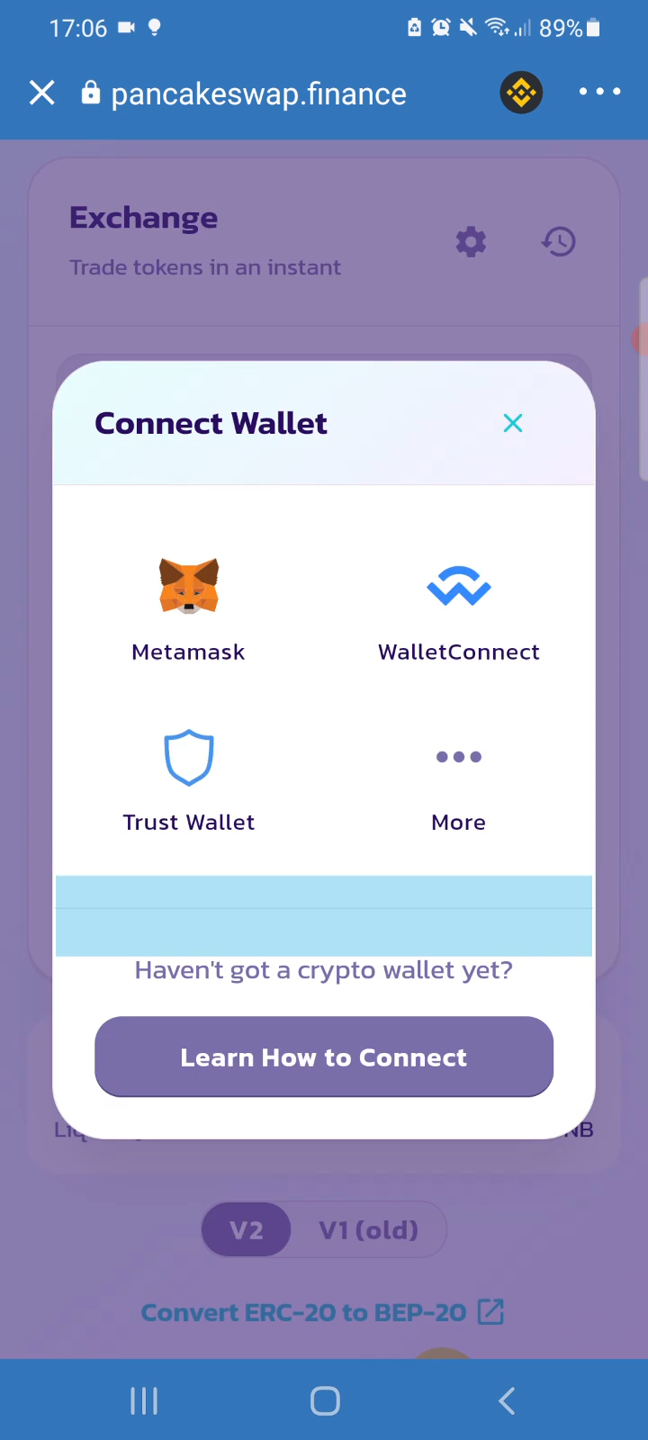 17:06
89%
pancakeswap.finance
Exchange
Trade tokens in an instant
Connect Wallet
Metamask
WalletConnect
Trust Wallet
More
Haven't got a crypto wallet yet?
Learn How to Connect
V2
V1 (old)
Convert ERC-20 to BEP-20